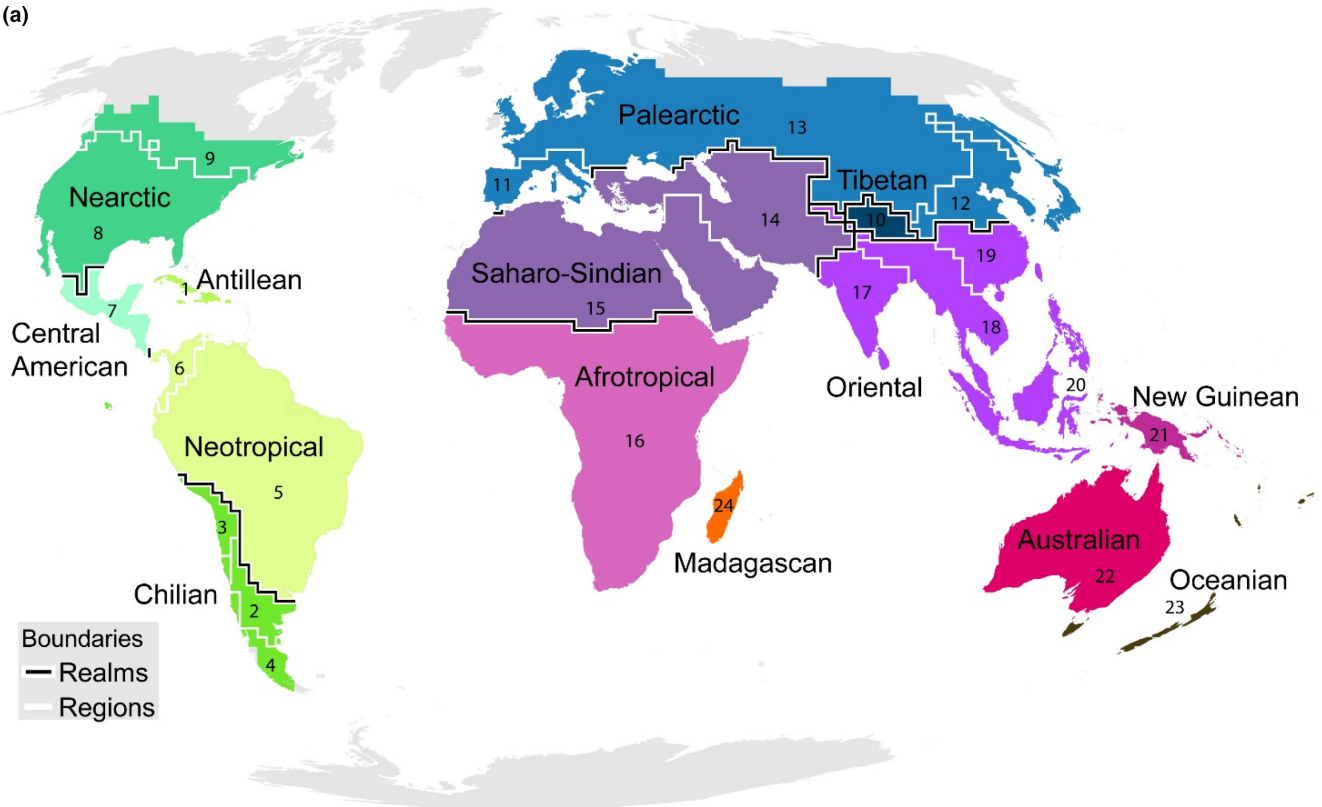 (a)
Palearctic
13
9
Tibetan
11
12
10
Nearctic
14
8
19
Saharo-Sindian
Antillean
1
17
7
15
18
Central
American
6
Afrotropical
Oriental
20
New Guinean
21
Neotropical
16
5
24
3
Australian
Madagascan
22
Oceanian
Chilian
2
23
Boundaries
4
Realms
Regions